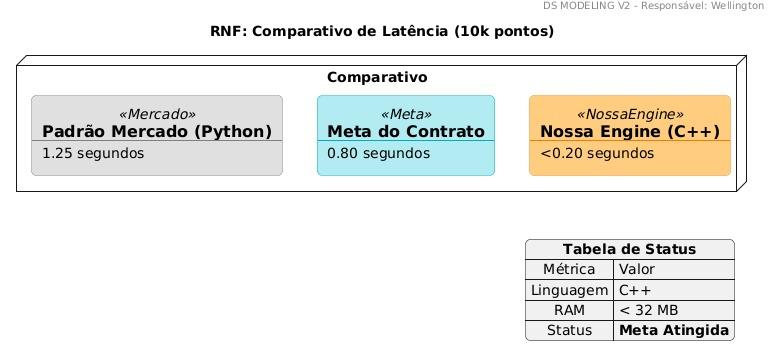 DS MODELING V2 - Responsável: Wellington
RNF: Comparativo de Latência (10k pontos)
Comparativo
«Mercado»
Padrão Mercado (Python)
1.25 segundos
«Meta»
Meta do Contrato
0.80 segundos
«NossaEngine»
Nossa Engine (C++)
<0.20 segundos
Tabela de Status
Métrica Valor
Linguagem C++
RAM < 32 MB
Status Meta Atingida